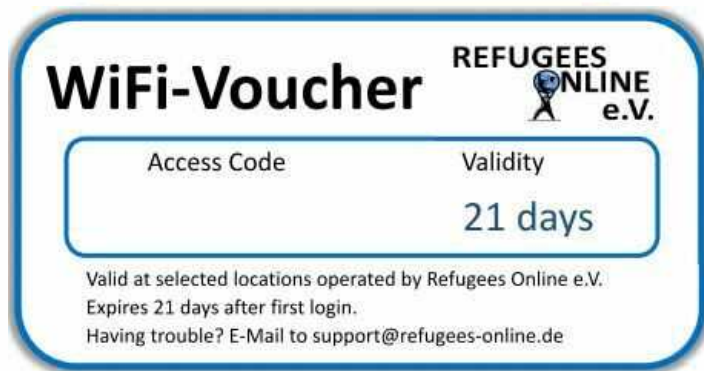 WiFi-Voucher
REFUGEES
ONLINE
e.V.
Access Code
Validity
21 days
Valid at selected locations operated by Refugees Online e.V.
Expires 21 days after first login.
Having trouble? E-Mail to support@refugees-online.de